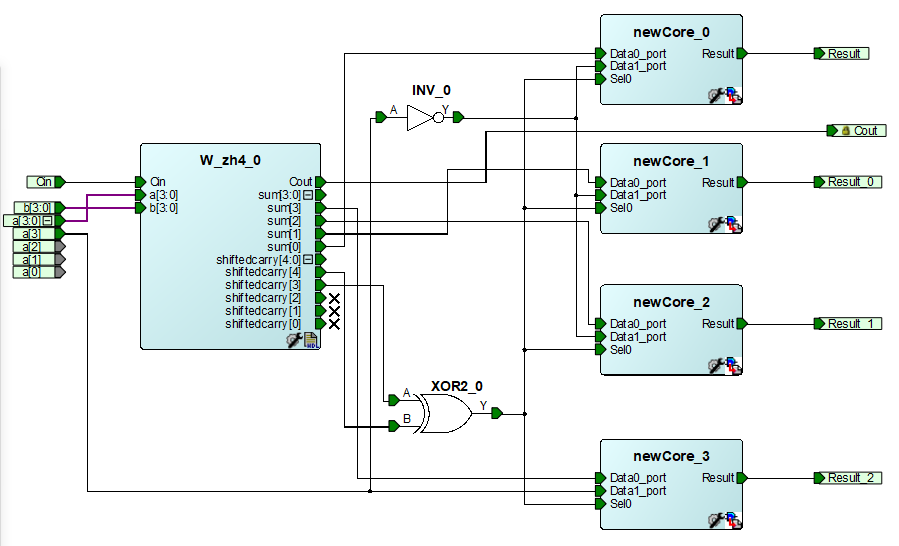 newCore_0
Data0_port Result
Data1_port
Sel0
Result
INV_0
A Y
Cout
W_zh4_0
Cin
a[3:0]
b[3:0]
Cout
sum[3:0]
sum[3]
sum[2]
sum[1]
sum[0]
shiftedcarry[4:0]
shiftedcarry[4]
shiftedcarry[3]
shiftedcarry[2]
shiftedcarry[1]
shiftedcarry[0]
HDL
Cin
b[3:0]
a[3:0]
a[3]
a[2]
a[1]
a[0]
newCore_1
Data0_port Result
Data1_port
Sel0
Result_0
newCore_2
Data0_port Result
Data1_port
Sel0
Result_1
XOR2_0
A
B
Y
newCore_3
Data0_port Result
Data1_port
Sel0
Result_2